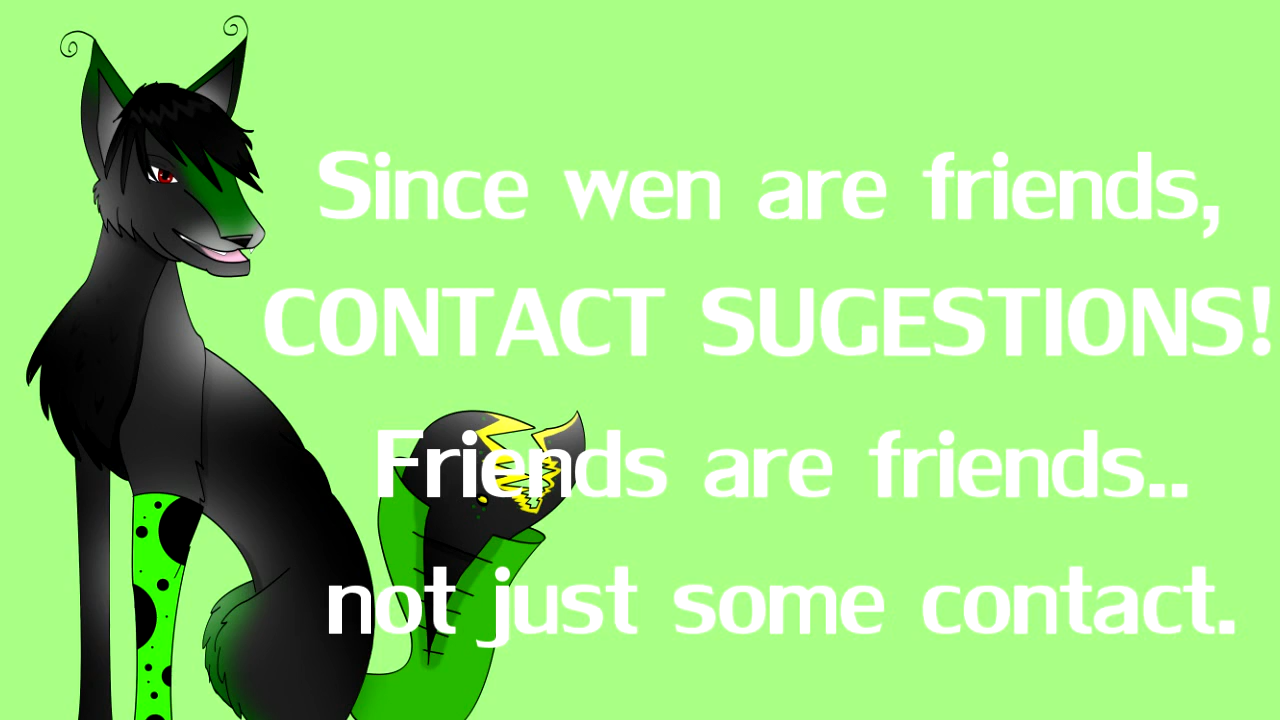 Since wen are friends,
CONTACT SUGESTIONS!
Friends are friends..
not just some contact.